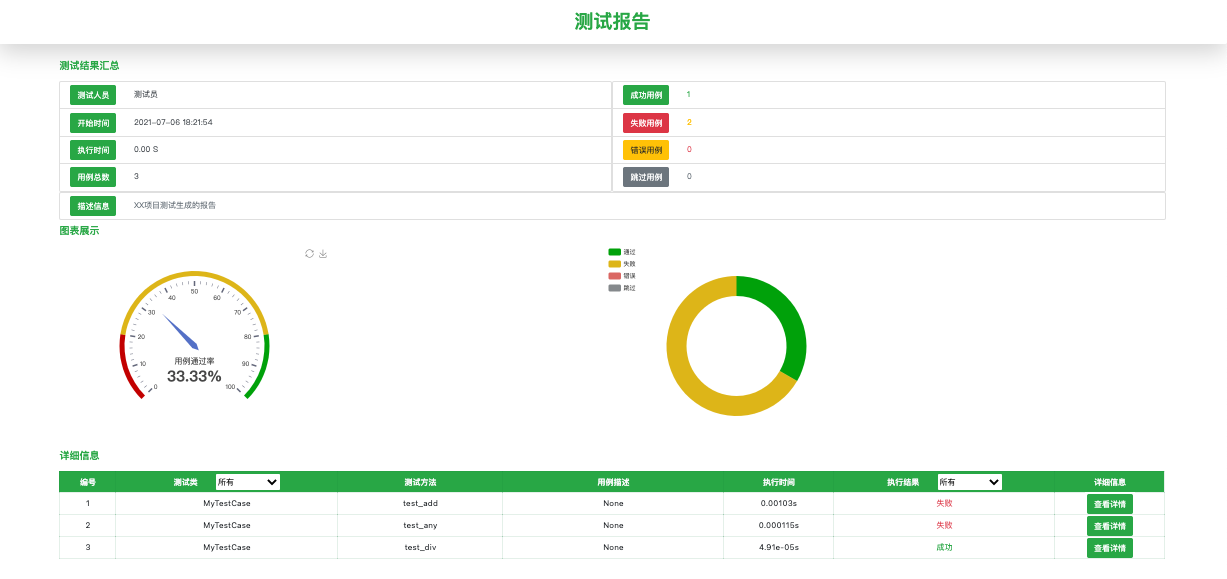 测试报告
测试结果汇总
测试人员 测试员 成功用例 1
开始时间 2021-07-06 18:21:54 失败用例 2
执行时间 0.00 S 错误用例 0
用例总数 3 跳过用例 0
描述信息 XX项目测试生成的报告
图表展示
通过
失败
错误
跳过
0
10
20
30
40
50
60
70
80
90
100
用例通过率
33.33%
详细信息
编号 测试类 所有 测试方法 用例描述 执行时间 执行结果 所有 详细信息
1 MyTestCase test_add None 0.00103s 失败 查看详情
2 MyTestCase test_any None 0.000115s 失败 查看详情
3 MyTestCase test_div None 4.91e-05s 成功 查看详情